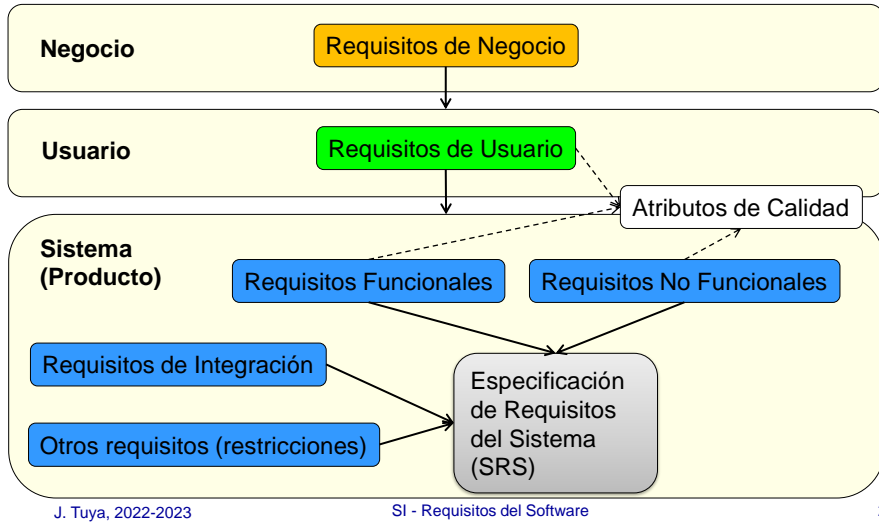 Negocio
Requisitos de Negocio
Usuario
Requisitos de Usuario
Atributos de Calidad
Sistema
(Producto)
Requisitos Funcionales
Requisitos No Funcionales
Requisitos de Integración
Otros requisitos (restricciones)
Especificación
de Requisitos
del Sistema
(SRS)
J. Tuya, 2022-2023
SI - Requisitos del Software